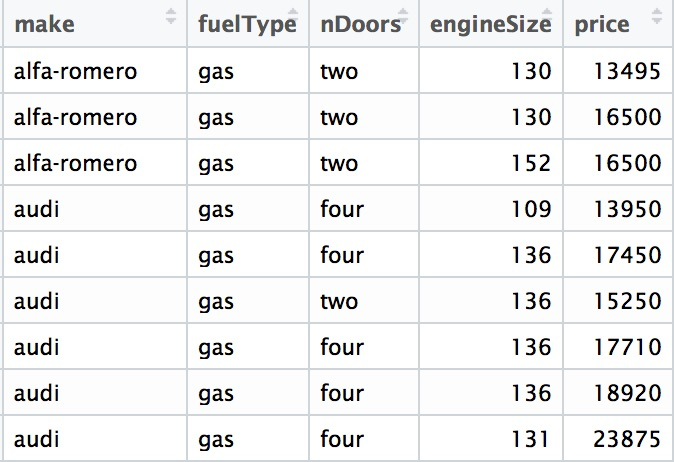 make fuelType nDoors engineSize price
alfa-romero gas two 130 13495
alfa-romero gas two 130 16500
alfa-romero gas two 152 16500
audi gas four 109 13950
audi gas four 136 17450
audi gas two 136 15250
audi gas four 136 17710
audi gas four 136 18920
audi gas four 131 23875